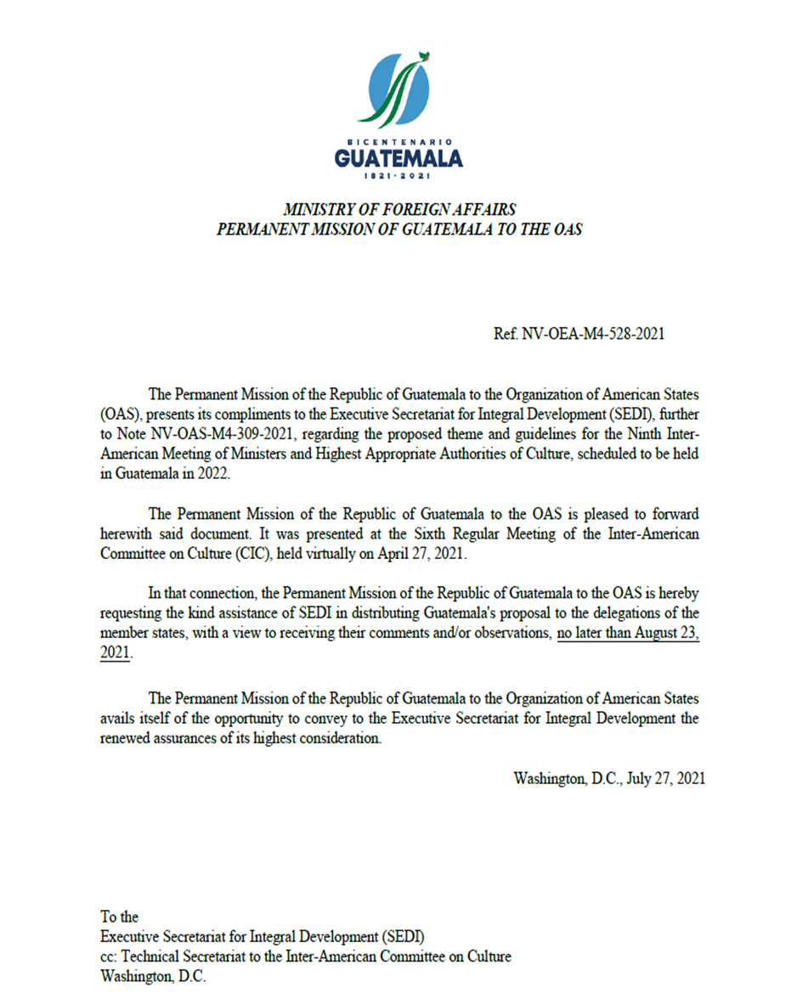 BICENTENARIO
GUATEMALA
1821-2021
MINISTRY OF FOREIGN AFFAIRS
PERMANENT MISSION OF GUATEMALA TO THE OAS
Ref. NV-OEA-M4-528-2021
The Permanent Mission of the Republic of Guatemala to the Organization of American States
(OAS), presents its compliments to the Executive Secretariat for Integral Development (SEDI), further
to Note NV-OAS-M4-309-2021, regarding the proposed theme and guidelines for the Ninth Inter-
American Meeting of Ministers and Highest Appropriate Authorities of Culture, scheduled to be held
in Guatemala in 2022.
The Permanent Mission of the Republic of Guatemala to the OAS is pleased to forward
herewith said document. It was presented at the Sixth Regular Meeting of the Inter-American
Committee on Culture (CIC), held virtually on April 27, 2021.
In that connection, the Permanent Mission of the Republic of Guatemala to the OAS is hereby
requesting the kind assistance of SEDI in distributing Guatemala's proposal to the delegations of the
member states, with a view to receiving their comments and/or observations, no later than August 23,
2021.
The Permanent Mission of the Republic of Guatemala to the Organization of American States
avails itself of the opportunity to convey to the Executive Secretariat for Integral Development the
renewed assurances of its highest consideration.
Washington, D.C., July 27, 2021
To the
Executive Secretariat for Integral Development (SEDI)
cc: Technical Secretariat to the Inter-American Committee on Culture
Washington, D.C.